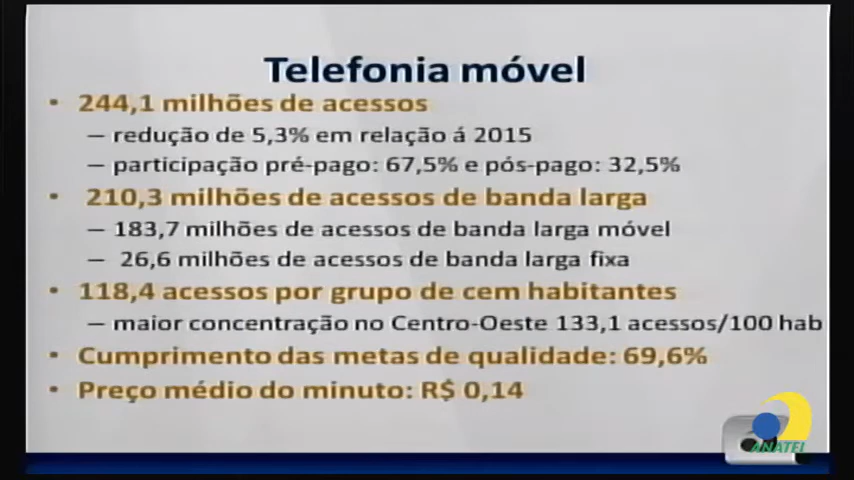 Telefonia móvel
• 244,1 milhões de acessos
– redução de 5,3% em relação á 2015
– participação pré-pago: 67,5% e pós-pago: 32,5%
• 210,3 milhões de acessos de banda larga
– 183,7 milhões de acessos de banda larga móvel
– 26,6 milhões de acessos de banda larga fixa
• 118,4 acessos por grupo de cem habitantes
– maior concentração no Centro-Oeste 133,1 acessos/100 hab
• Cumprimento das metas de qualidade: 69,6%
• Preço médio do minuto: R$ 0,14
ANATEL